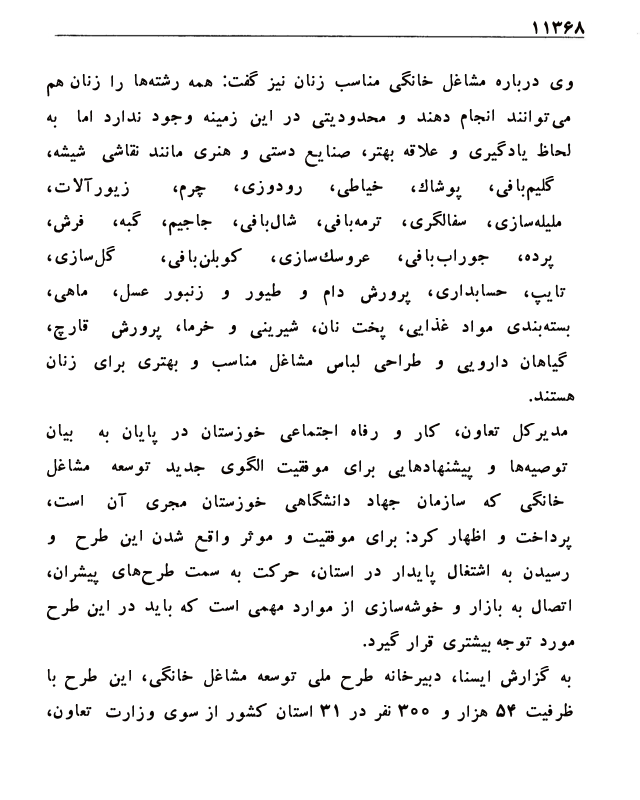 ۱۱۳۶۸
وی درباره مشاغل خانگی مناسب زنان نیز گفت: همه رشته‌ها را زنان هم
می‌توانند انجام دهند و محدودیتی در این زمینه وجود ندارد اما به
لحاظ یادگیری و علاقه بهتر، صنایع دستی و هنری مانند نقاشی شیشه،
گلیم‌بافی، پوشاك، خیاطی، رودوزی، چرم، زیورآلات،
ملیله‌سازی، سفالگری، ترمه‌بافی، شال‌بافی، جاجیم، گبه، فرش،
پرده، جوراب‌بافی، عروسك‌سازی، کوبلن‌بافی، گل‌سازی،
تایپ، حسابداری، پرورش دام و طیور و زنبور عسل، ماهی،
بسته‌بندی مواد غذایی، پخت نان، شیرینی و خرما، پرورش قارچ،
گیاهان دارویی و طراحی لباس مشاغل مناسب و بهتری برای زنان
هستند.
مدیرکل تعاون، کار و رفاه اجتماعی خوزستان در پایان به بیان
توصیه‌ها و پیشنهادهایی برای موفقیت الگوی جدید توسعه مشاغل
خانگی که سازمان جهاد دانشگاهی خوزستان مجری آن است،
پرداخت و اظهار کرد: برای موفقیت و موثر واقع شدن این طرح و
رسیدن به اشتغال پایدار در استان، حرکت به سمت طرح‌های پیشران،
اتصال به بازار و خوشه‌سازی از موارد مهمی است که باید در این طرح
مورد توجه بیشتری قرار گیرد.
به گزارش ایسنا، دبیرخانه طرح ملی توسعه مشاغل خانگی، این طرح با
ظرفیت ۵۴ هزار و ۳۰۰ نفر در ۳۱ استان کشور از سوی وزارت تعاون،